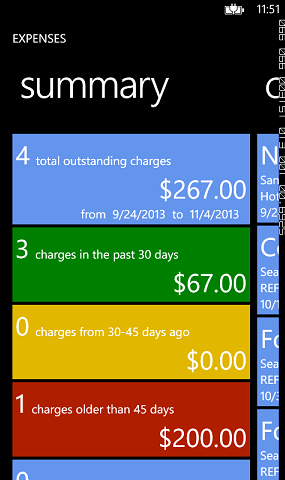 11:51
EXPENSES
summary
4 total outstanding charges
$267.00
from 9/24/2013 to 11/4/2013
3 charges in the past 30 days
$67.00
0 charges from 30-45 days ago
$0.00
1 charges older than 45 days
$200.00
N
San
Hot
9/2
Co
Sea
REF
10/
Fo
Sea
REF
10/3
Fo
Sea
REF